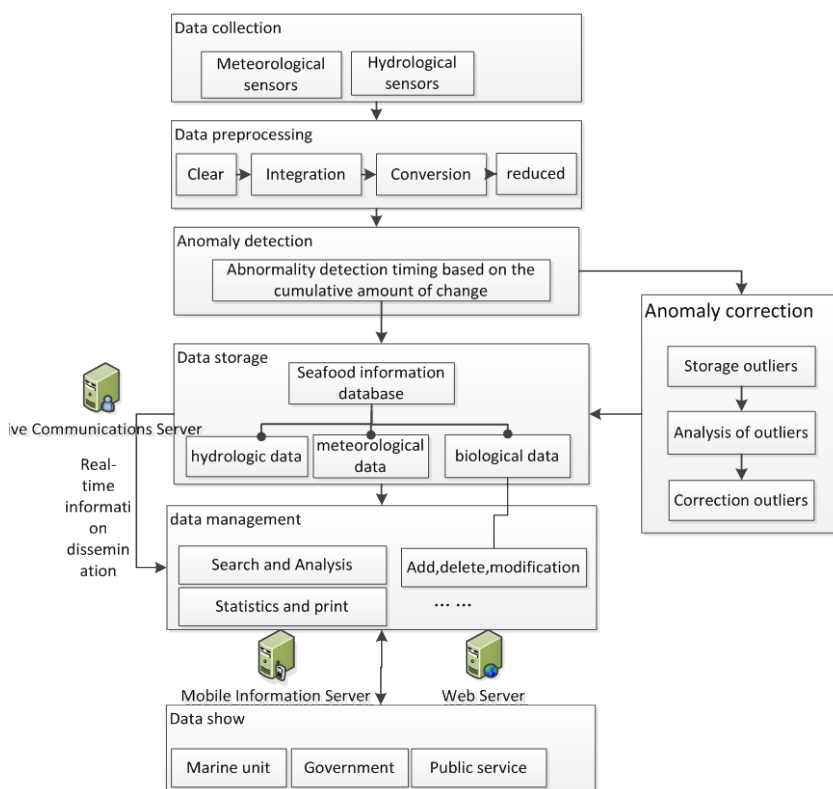 Data collection
Meteorological
sensors
Hydrological
sensors
Data preprocessing
Clear
Integration
Conversion
reduced
Anomaly detection
Abnormality detection timing based on the
cumulative amount of change
Anomaly correction
Storage outliers
Analysis of outliers
Correction outliers
Data storage
Seafood information
database
hydrologic data
meteorological
data
biological data
ive Communications Server
Real-
time
informati
on
dissemin
ation
data management
Search and Analysis
Statistics and print
Add,delete,modification
... ...
Mobile Information Server
Web Server
Data show
Marine unit
Government
Public service